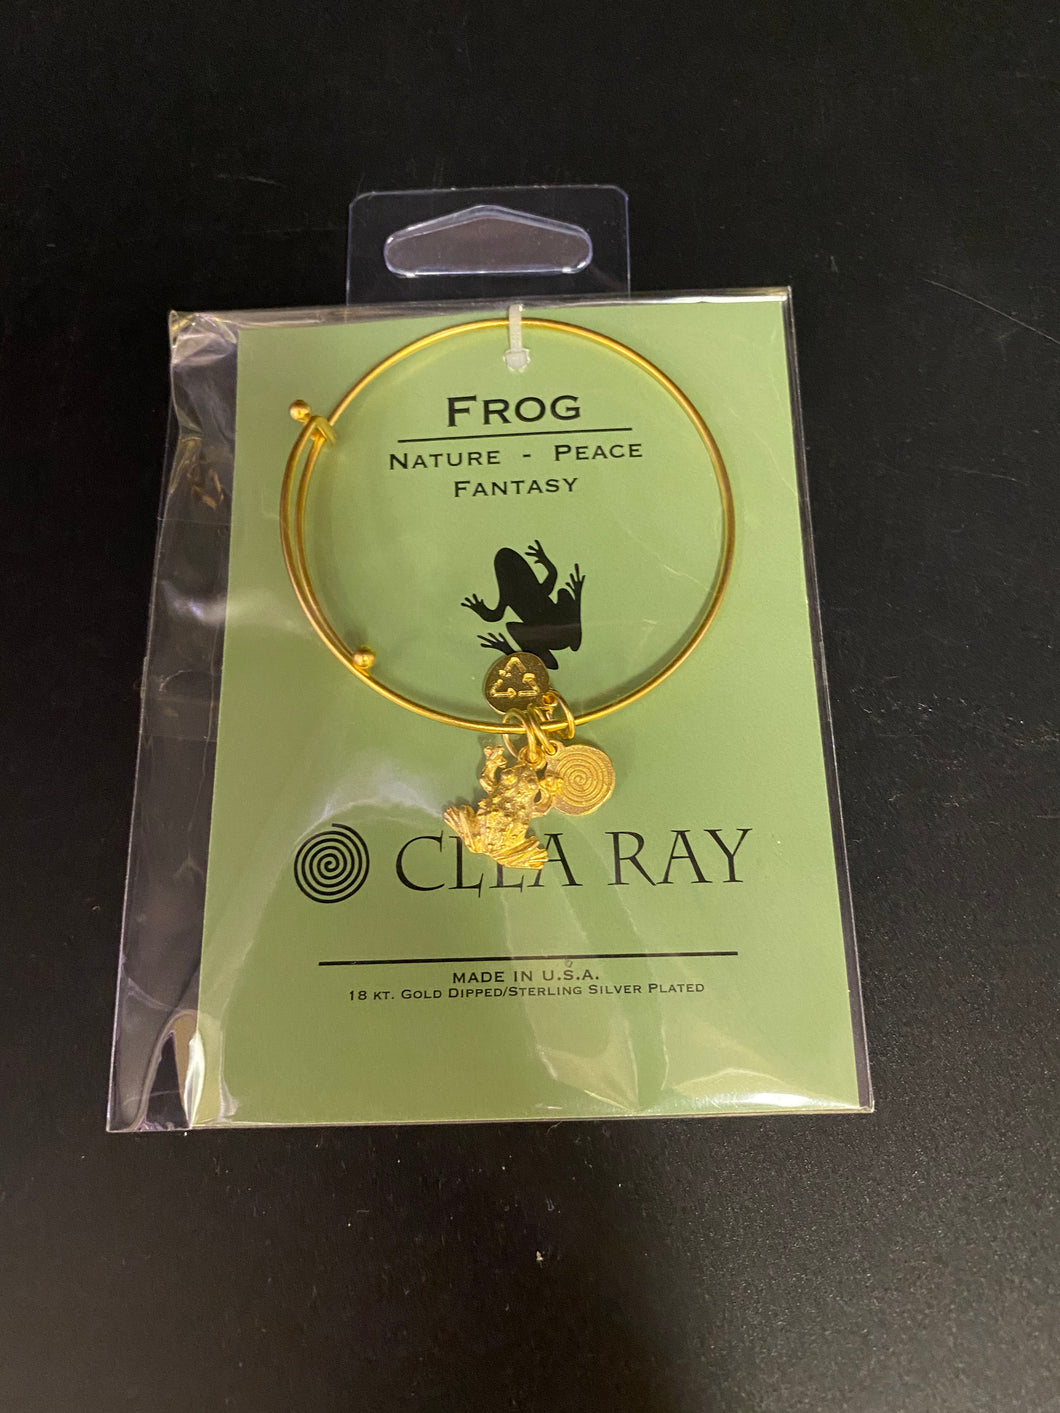 FROG
NATURE - PEACE
FANTASY
CLEA RAY
MADE IN U.S.A.
18 KT. GOLD DIPPED/STERLING SILVER PLATED